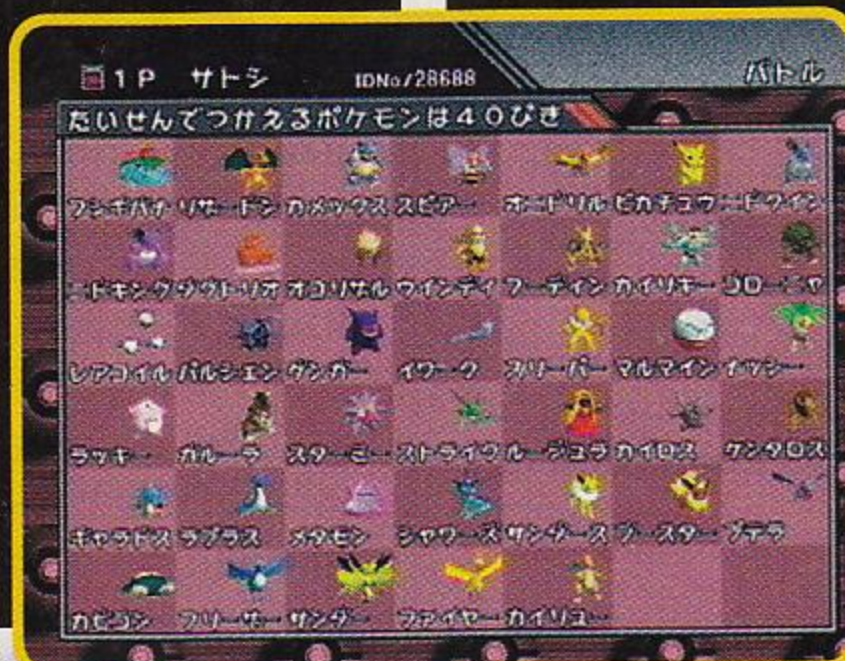 1P サトシ IDNo/28688 バトル
たいせんでつかえるポケモンは40ぴき
フシギバナ リザードン カメックス スピアー オニドリル ピカチュウ ニドクイン
ニドキング ダグトリオ オコリザル ウインディ フーディン カイリキー ゴローニャ
レアコイル パルシェン ゲンガー イワーク スリーパー マルマイン ナッシー
ラッキー ガルーラ スターミー ストライク ルージュラ カイロス ケンタロス
ギャラドス ラプラス メタモン シャワーズ サンダース ブースター プテラ
カビゴン フリーザー サンダー ファイヤー カイリュー